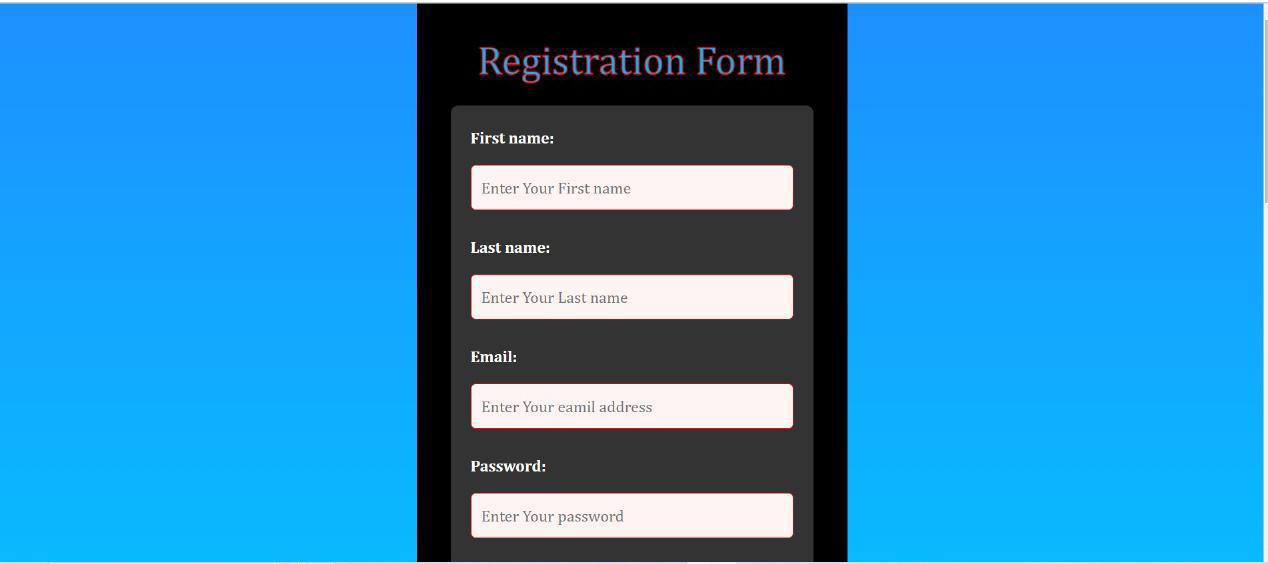 Registration Form
First name:
Enter Your First name
Last name:
Enter Your Last name
Email:
Enter Your eamil address
Password:
Enter Your password